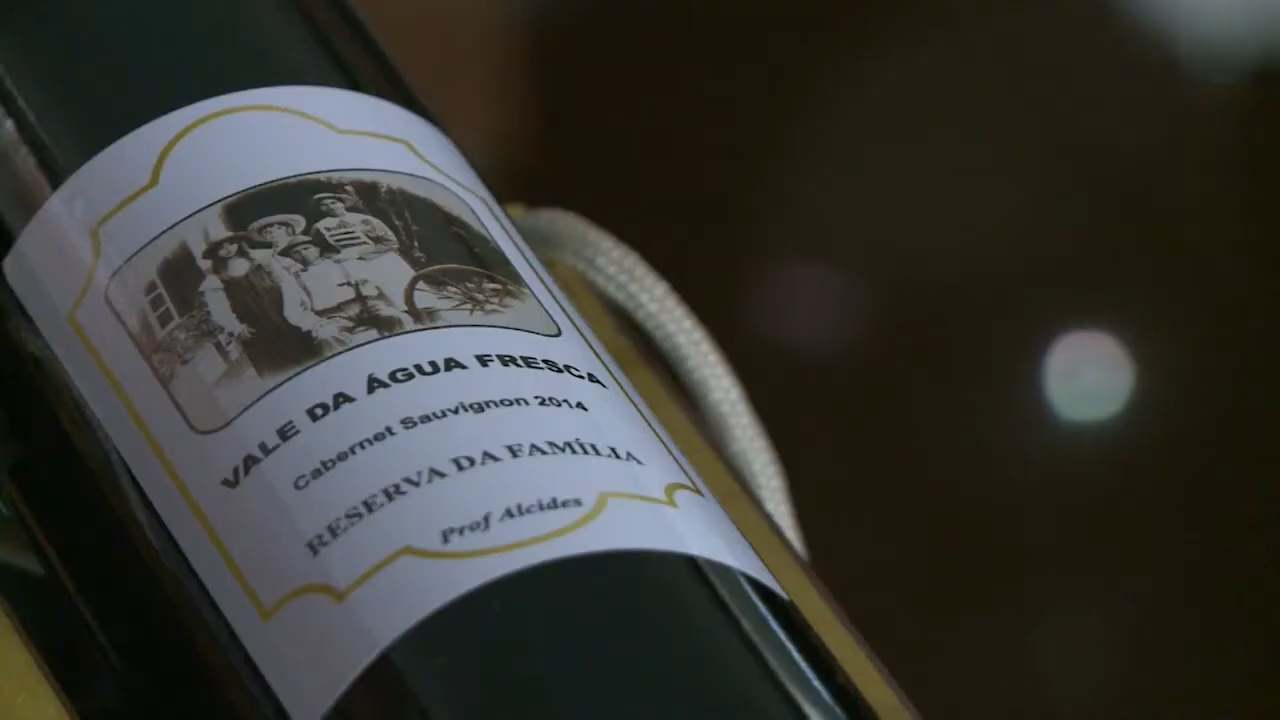 VALE DA ÁGUA FRESCA
Cabernet Sauvignon 2014
RESERVA DA FAMÍLIA
Prof Alcides